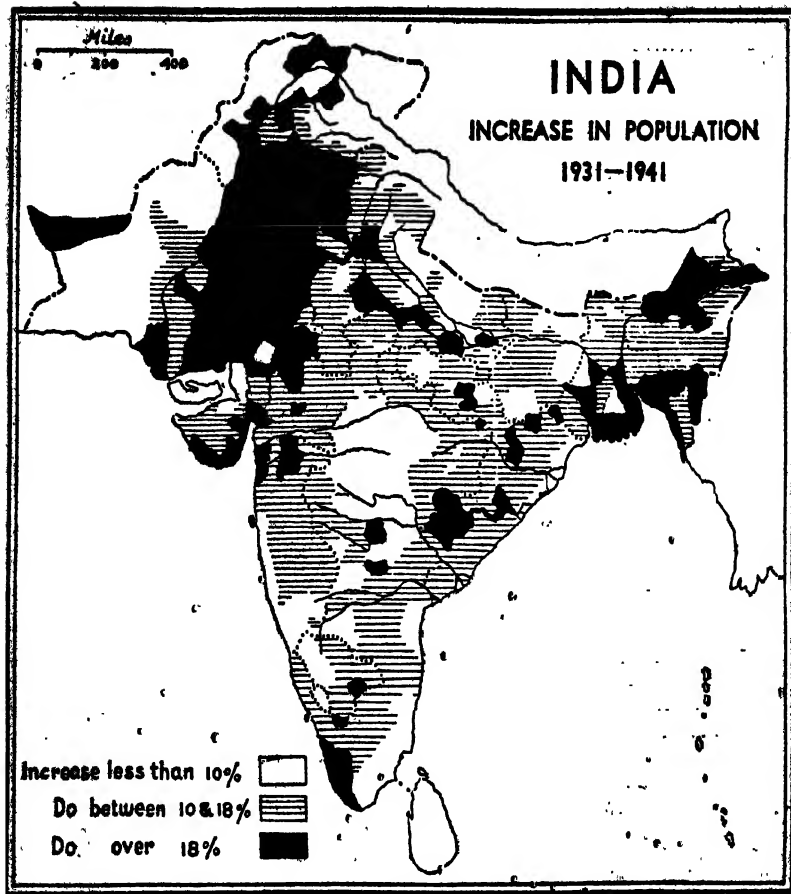 Miles
0 200 400
INDIA
INCREASE IN POPULATION
1931—1941
Increase less than 10%
Do between 10 & 18%
Do. over 18%